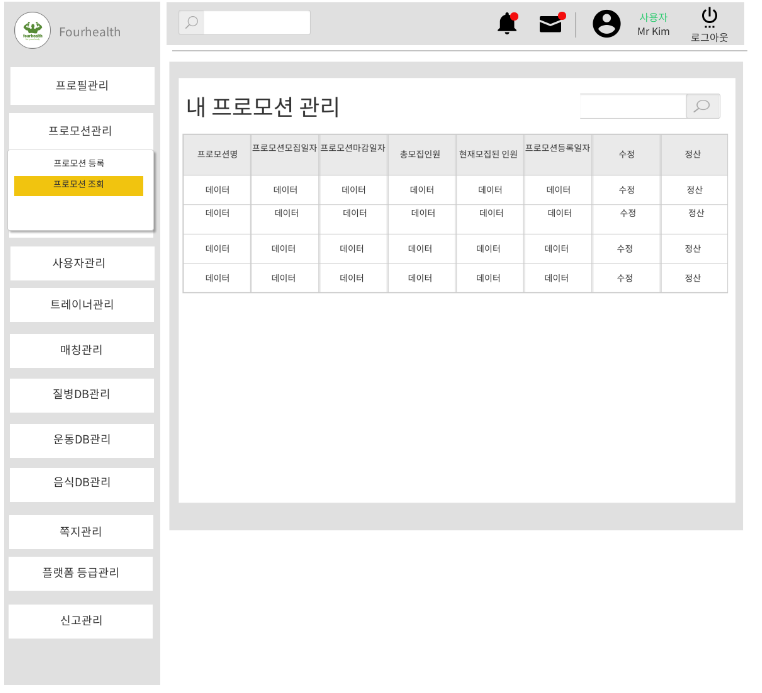 Fourhealth
사용자
Mr Kim
로그아웃
프로필관리
프로모션관리
프로모션 등록
프로모션 조회
사용자관리
트레이너관리
매칭관리
질병DB관리
운동DB관리
음식DB관리
쪽지관리
플랫폼 등급관리
신고관리
내 프로모션 관리
프로모션명 프로모션모집일자 프로모션마감일자 총모집인원 현재모집된 인원 프로모션등록일자 수정 정산
데이터 데이터 데이터 데이터 데이터 데이터 수정 정산
데이터 데이터 데이터 데이터 데이터 데이터 수정 정산
데이터 데이터 데이터 데이터 데이터 데이터 수정 정산
데이터 데이터 데이터 데이터 데이터 데이터 수정 정산